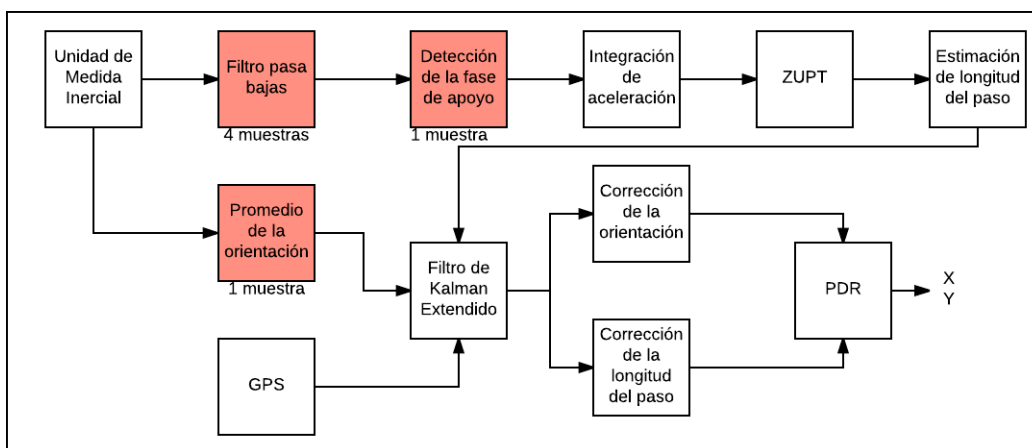 Unidad de
Medida
Inercial
Filtro pasa
bajas
4 muestras
Detección
de la fase
de apoyo
1 muestra
Integración
de
aceleración
ZUPT
Estimación
de longitud
del paso
Promedio
de la
orientación
1 muestra
GPS
Filtro de
Kalman
Extendido
Corrección
de la
orientación
Corrección
de la
longitud
del paso
PDR
X
Y